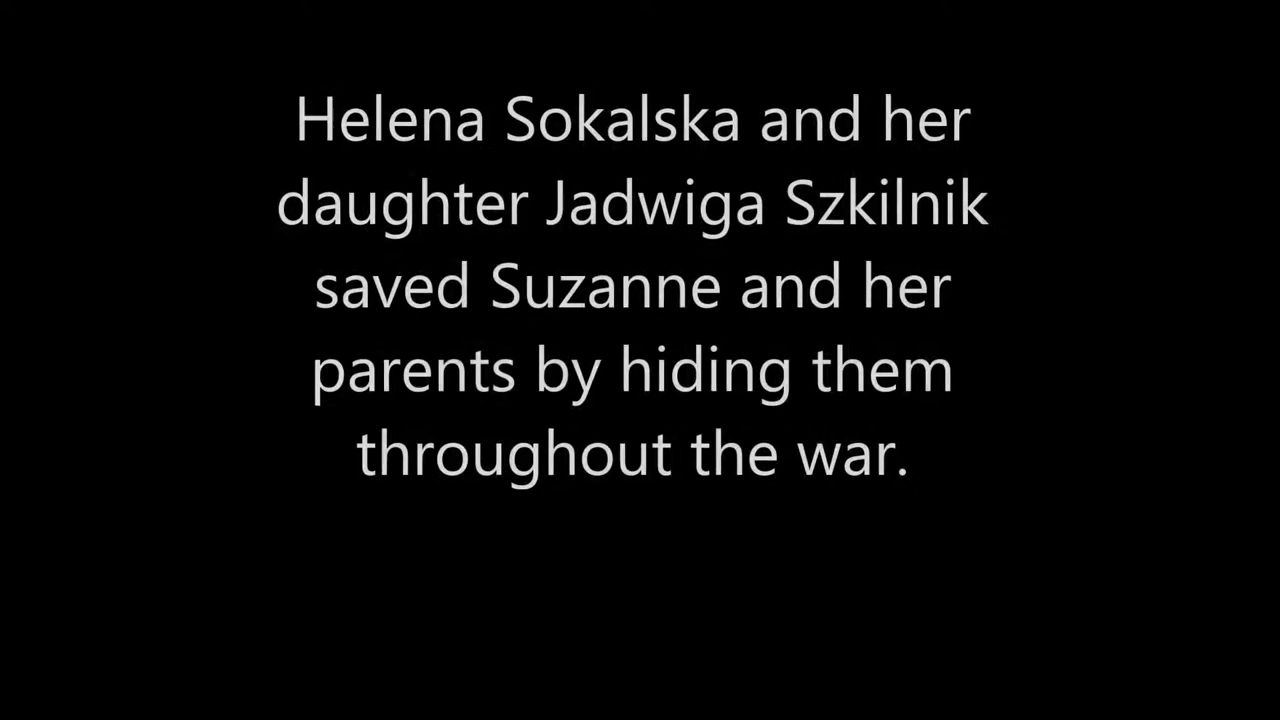 Helena Sokalska and her
daughter Jadwiga Szkilnik
saved Suzanne and her
parents by hiding them
throughout the war.